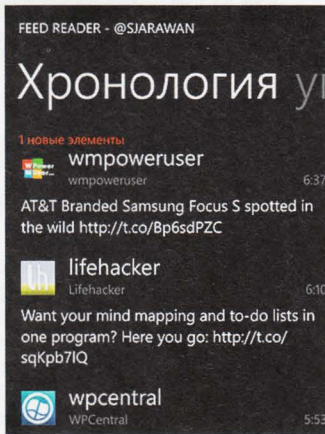 FEED READER - @SJARAWAN
Хронология
1 новые элементы
wmpoweruser
wmpoweruser 6:37
AT&T Branded Samsung Focus S spotted in
the wild http://t.co/Bp6sdPZC
lifehacker
Lifehacker 6:10
Want your mind mapping and to-do lists in
one program? Here you go: http://t.co/
sqKpb7IQ
wpcentral
WPCentral 5:53